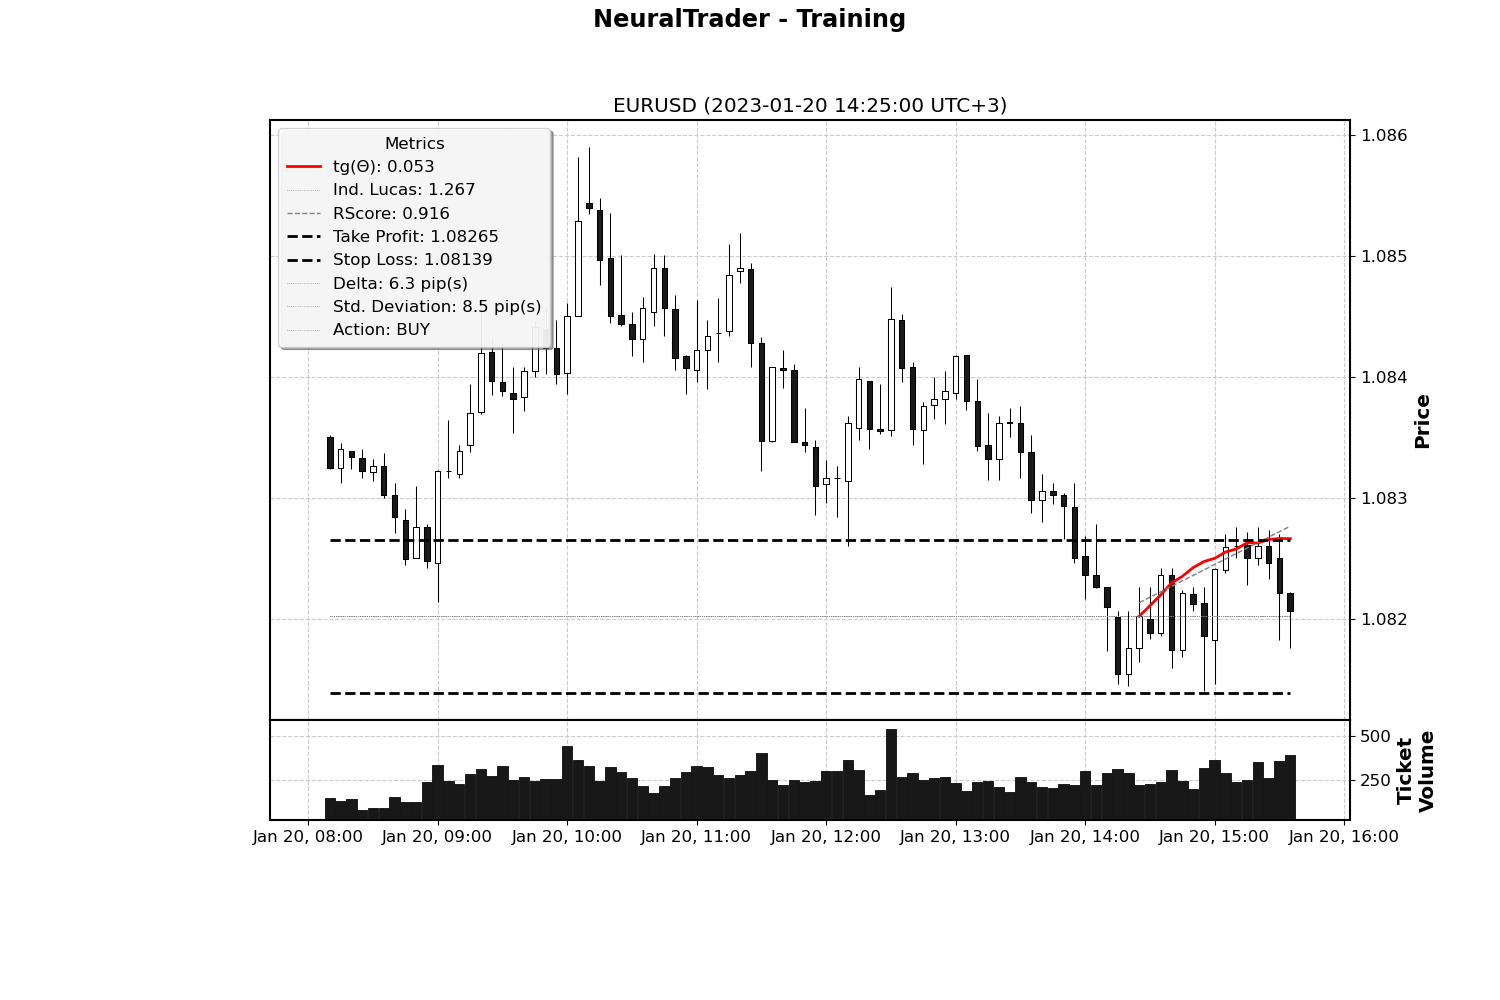 NeuralTrader - Training
EURUSD (2023-01-20 14:25:00 UTC+3)
Metrics
tg(Θ): 0.053
Ind. Lucas: 1.267
RScore: 0.916
Take Profit: 1.08265
Stop Loss: 1.08139
Delta: 6.3 pip(s)
Std. Deviation: 8.5 pip(s)
Action: BUY
1.086
1.085
1.084
1.083
1.082
Price
500
250
Ticket
Volume
Jan 20, 08:00
Jan 20, 09:00
Jan 20, 10:00
Jan 20, 11:00
Jan 20, 12:00
Jan 20, 13:00
Jan 20, 14:00
Jan 20, 15:00
Jan 20, 16:00